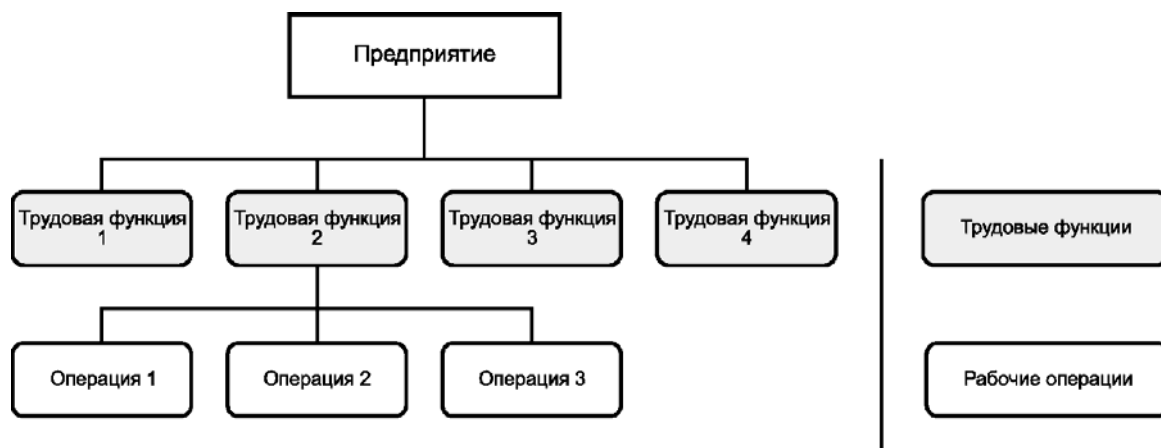 Предприятие
Трудовая функция
1
Трудовая функция
2
Трудовая функция
3
Трудовая функция
4
Трудовые функции
Операция 1
Операция 2
Операция 3
Рабочие операции